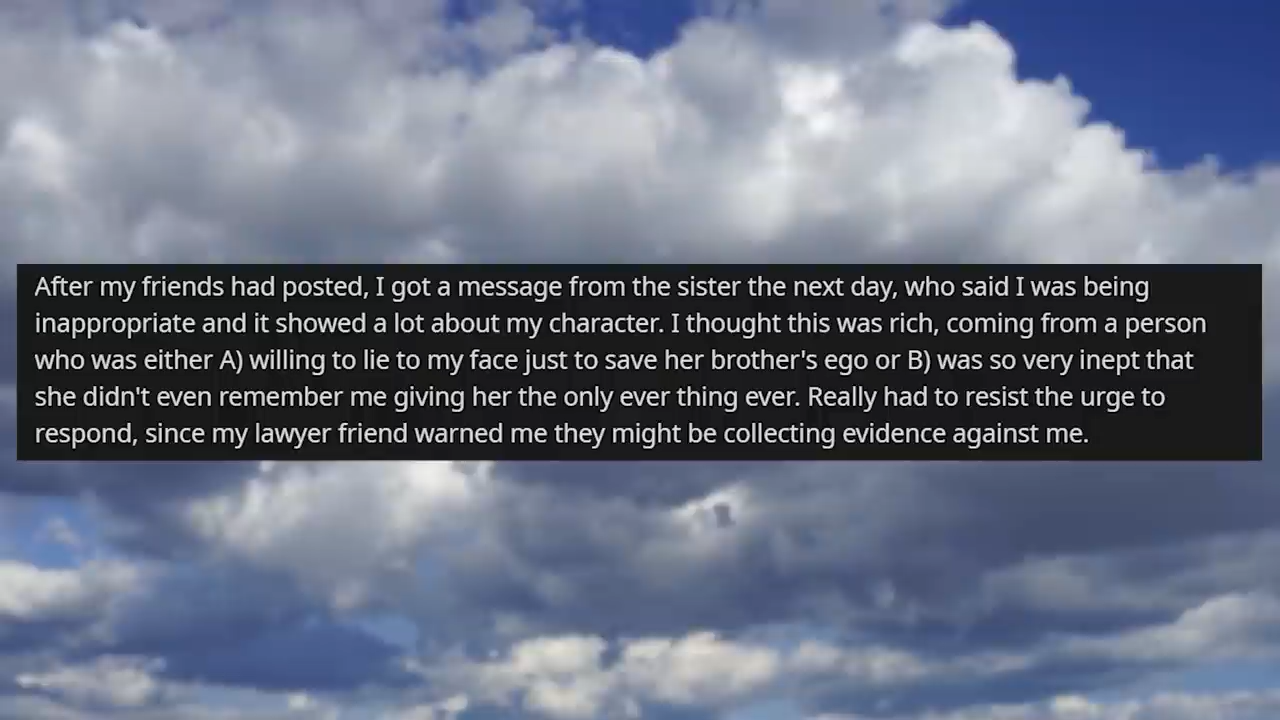 After my friends had posted, I got a message from the sister the next day, who said I was being
inappropriate and it showed a lot about my character. I thought this was rich, coming from a person
who was either A) willing to lie to my face just to save her brother's ego or B) was so very inept that
she didn't even remember me giving her the only ever thing ever. Really had to resist the urge to
respond, since my lawyer friend warned me they might be collecting evidence against me.